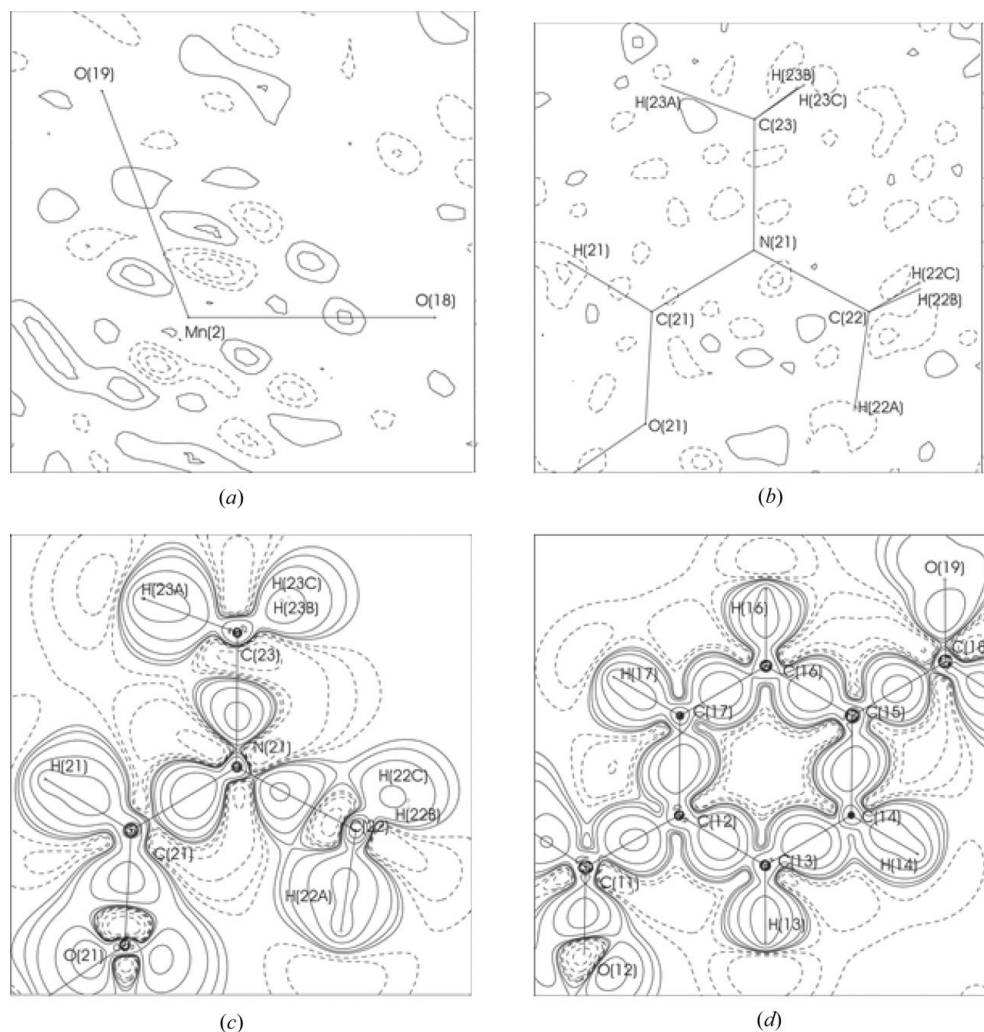 O(19)
O(18)
Mn(2)
(a)
H(23B)
H(23A)
H(23C)
C(23)
N(21)
H(21)
H(22C)
H(22B)
C(21)
C(22)
H(22A)
O(21)
(b)
H(23A)
H(23C)
H(23B)
C(23)
N(21)
H(21)
H(22C)
H(22B)
C(22)
C(21)
H(22A)
O(21)
(c)
O(19)
H(16)
C(18)
H(17)
C(16)
C(17)
C(15)
C(12)
C(14)
C(13)
H(14)
C(11)
H(13)
O(12)
(d)